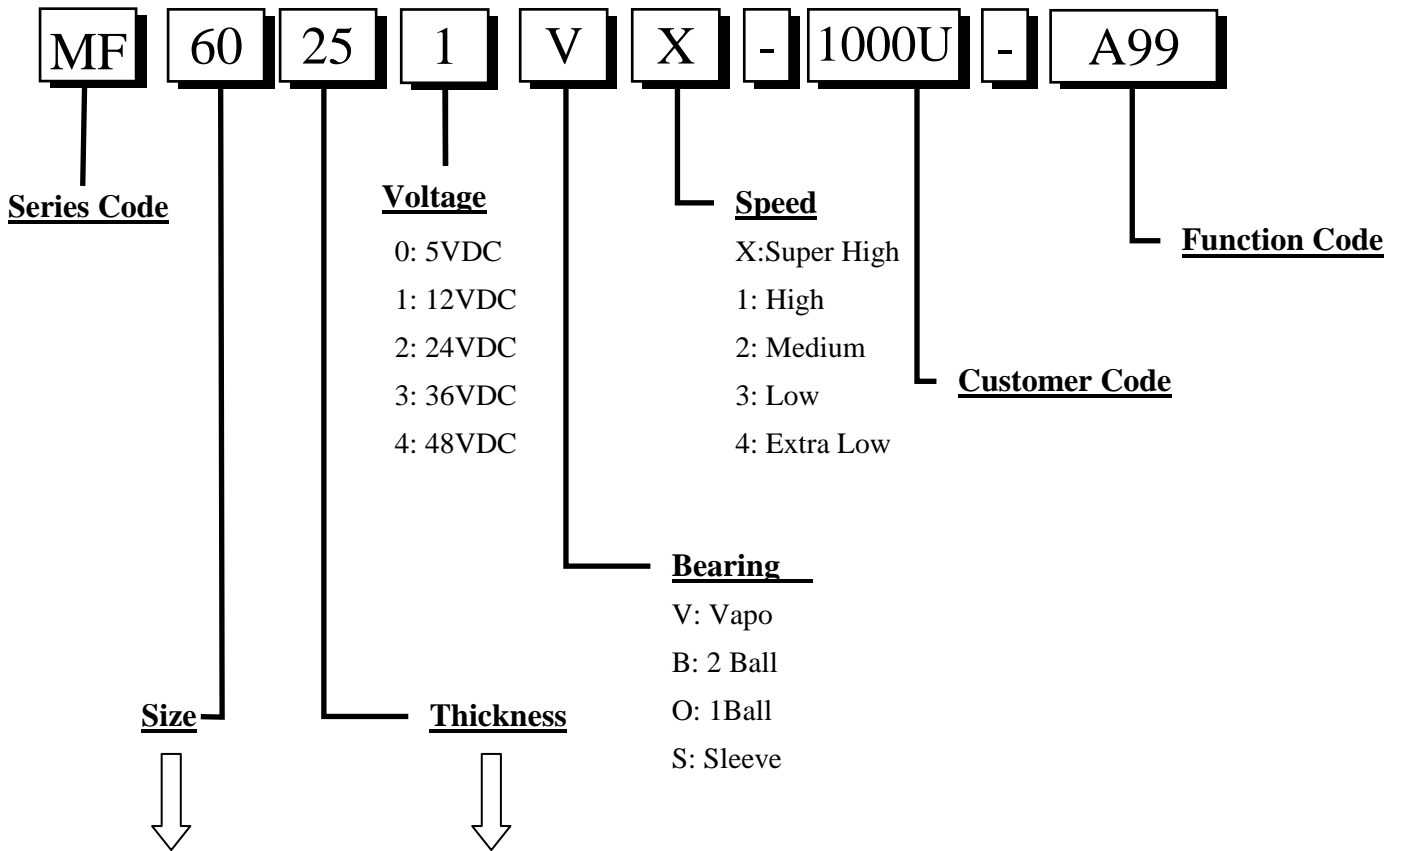 MF 60 25 1 V X - 1000U - A99
Series Code
Voltage
0: 5VDC
1: 12VDC
2: 24VDC
3: 36VDC
4: 48VDC
Speed
X:Super High
1: High
2: Medium
3: Low
4: Extra Low
Function Code
Customer Code
Bearing
V: Vapo
B: 2 Ball
O: 1Ball
S: Sleeve
Size
Thickness